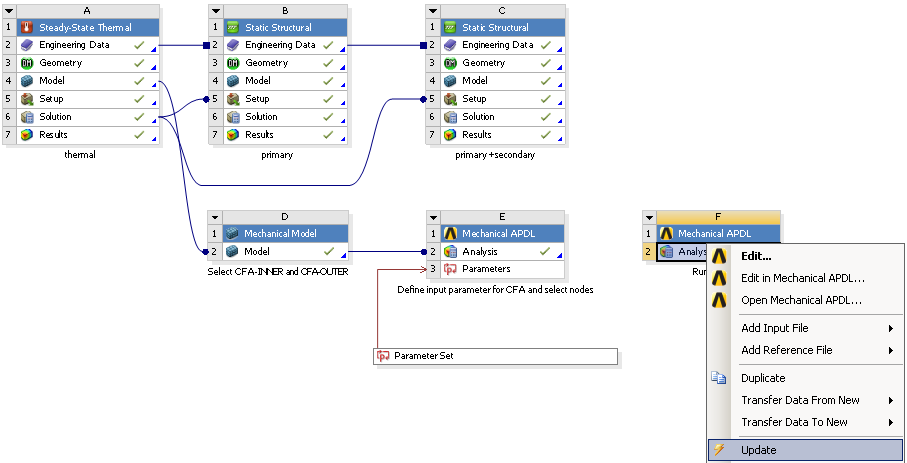 A
1 Steady-State Thermal
2 Engineering Data
3 Geometry
4 Model
5 Setup
6 Solution
7 Results
thermal
B
1 Static Structural
2 Engineering Data
3 Geometry
4 Model
5 Setup
6 Solution
7 Results
primary
C
1 Static Structural
2 Engineering Data
3 Geometry
4 Model
5 Setup
6 Solution
7 Results
primary +secondary
D
1 Mechanical Model
2 Model
Select CFA-INNER and CFA-OUTER
E
1 Mechanical APDL
2 Analysis
3 Parameters
Define input parameter for CFA and select nodes
Parameter Set
F
1 Mechanical APDL
2 Analys
Run
Edit...
Edit in Mechanical APDL...
Open Mechanical APDL...
Add Input File
Add Reference File
Duplicate
Transfer Data From New
Transfer Data To New
Update